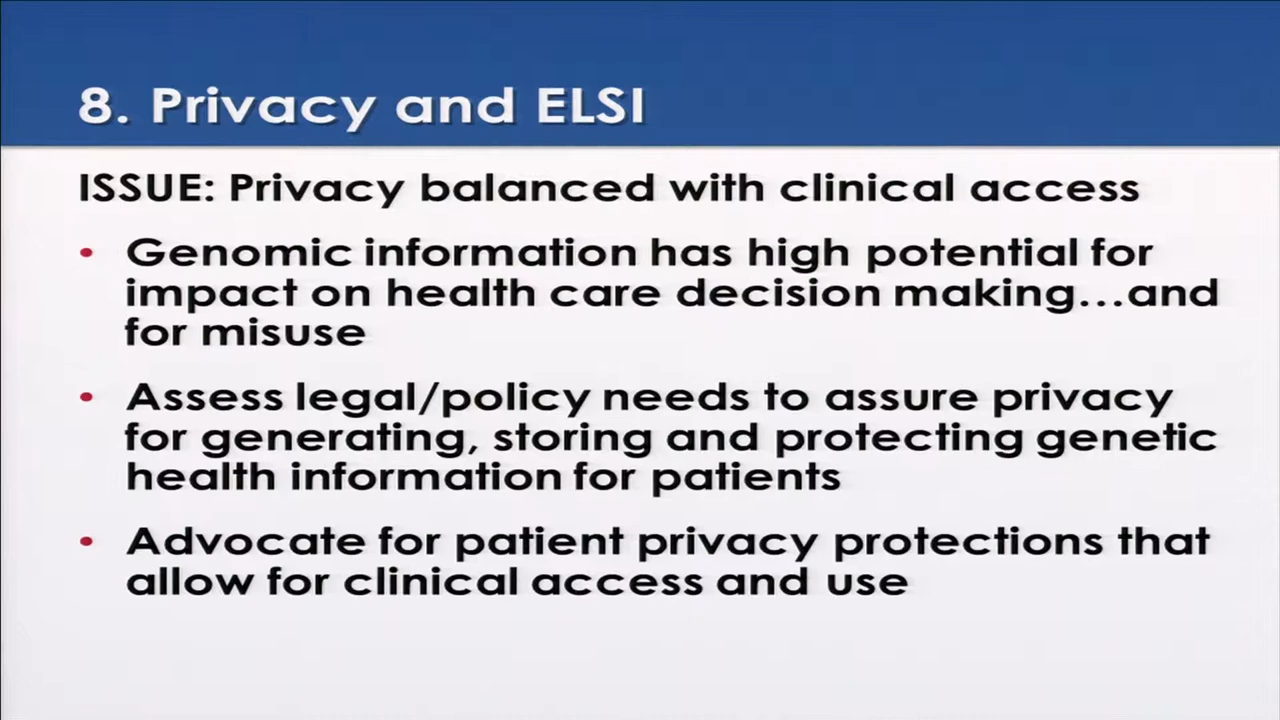 8. Privacy and ELSI
ISSUE: Privacy balanced with clinical access
• Genomic information has high potential for
impact on health care decision making...and
for misuse
• Assess legal/policy needs to assure privacy
for generating, storing and protecting genetic
health information for patients
• Advocate for patient privacy protections that
allow for clinical access and use